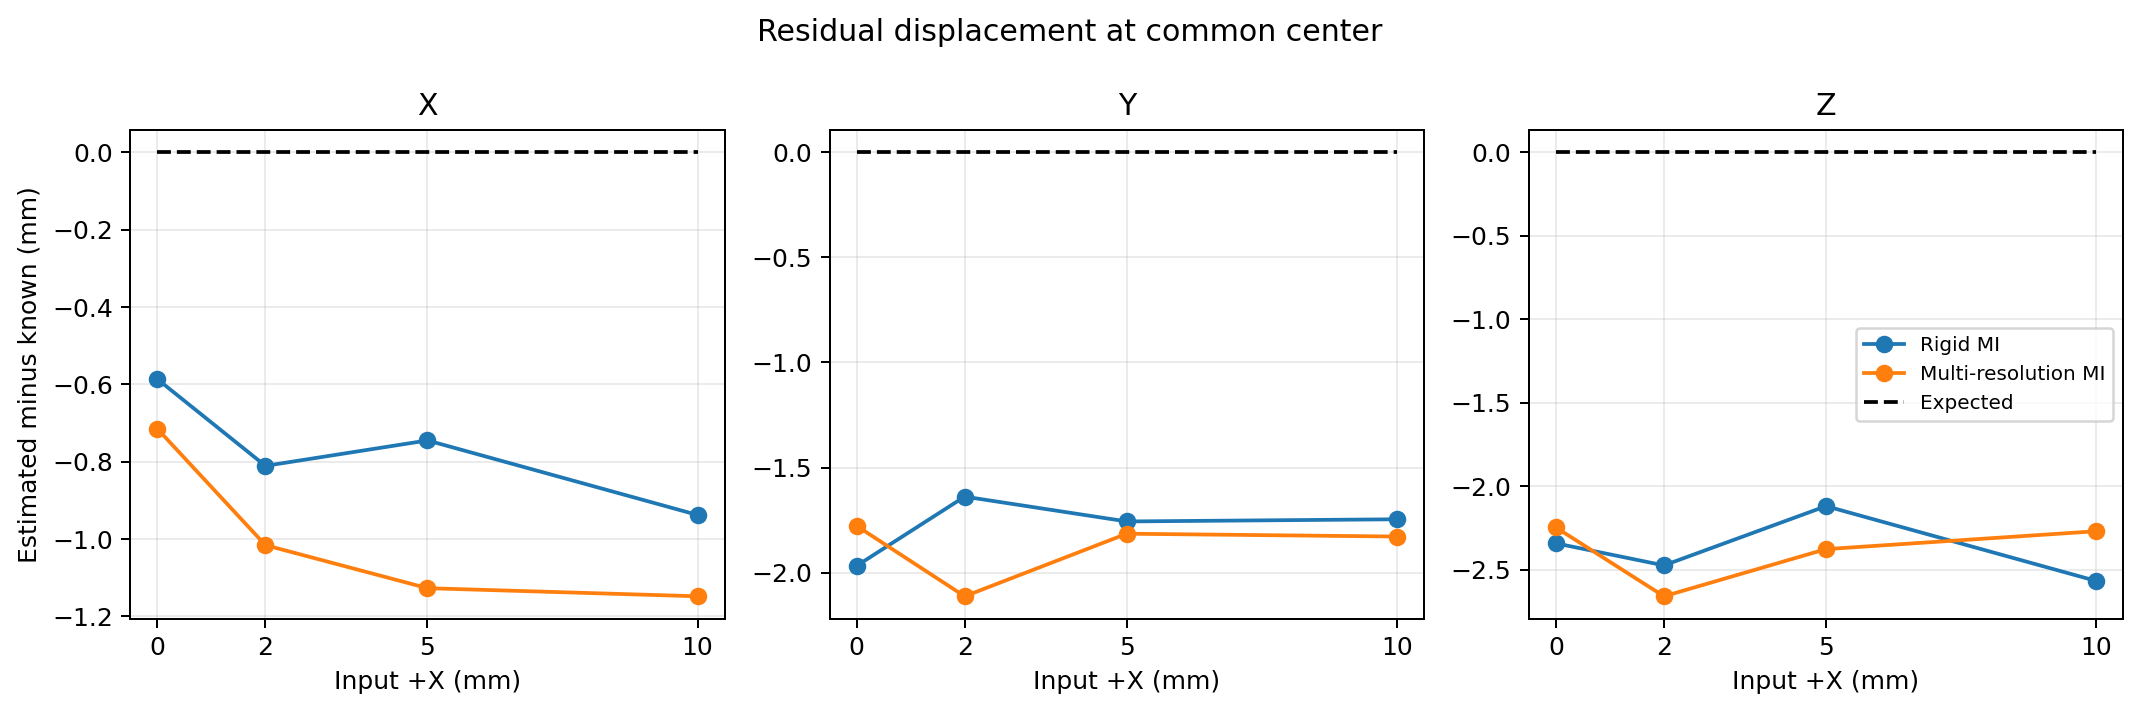 Residual displacement at common center
X
Y
Z
Estimated minus known (mm)
0.0
−0.2
−0.4
−0.6
−0.8
−1.0
−1.2
0 2 5 10
Input +X (mm)
0.0
−0.5
−1.0
−1.5
−2.0
0 2 5 10
Input +X (mm)
0.0
−0.5
−1.0
−1.5
−2.0
−2.5
0 2 5 10
Input +X (mm)
Rigid MI
Multi-resolution MI
Expected